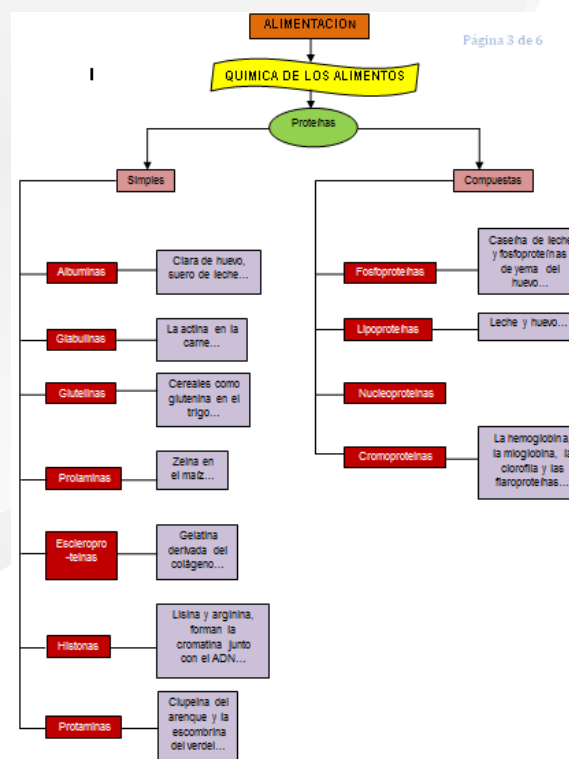 ALIMENTACION
Página 3 de 6
I
QUIMICA DE LOS ALIMENTOS
Proteínas
Simples
Compuestas
Albuminas
Clara de huevo,
suero de leche...
Glabulinas
La actina en la
carne...
Glutelinas
Cereales como
glutenina en el
trigo...
Prolaminas
Zeina en
el maíz...
Escleropro
-teinas
Gelatina
derivada del
colágeno...
Histonas
Lisina y arginina,
forman la
cromatina junto
con el ADN...
Protaminas
Clupeina del
arenque y la
escombrina
del verdel...
Fosfoproteínas
Caseína de leche
y fosfoproteínas
de yema del
huevo...
Lipoproteínas
Leche y huevo...
Nucleoproteínas
Cromoproteínas
La hemoglobina,
la mioglobina, la
clorofila y las
flaroproteínas...